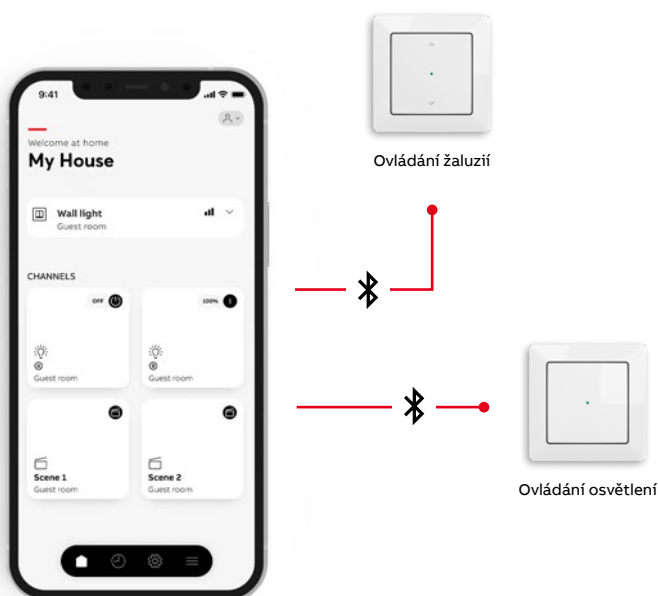 9:41
Welcome at home
My House
Wall light
Guest room
CHANNELS
OFF
100%
A
Guest room
B
Guest room
Scene 1
Guest room
Scene 2
Guest room
Ovládání žaluzií
Ovládání osvětlení